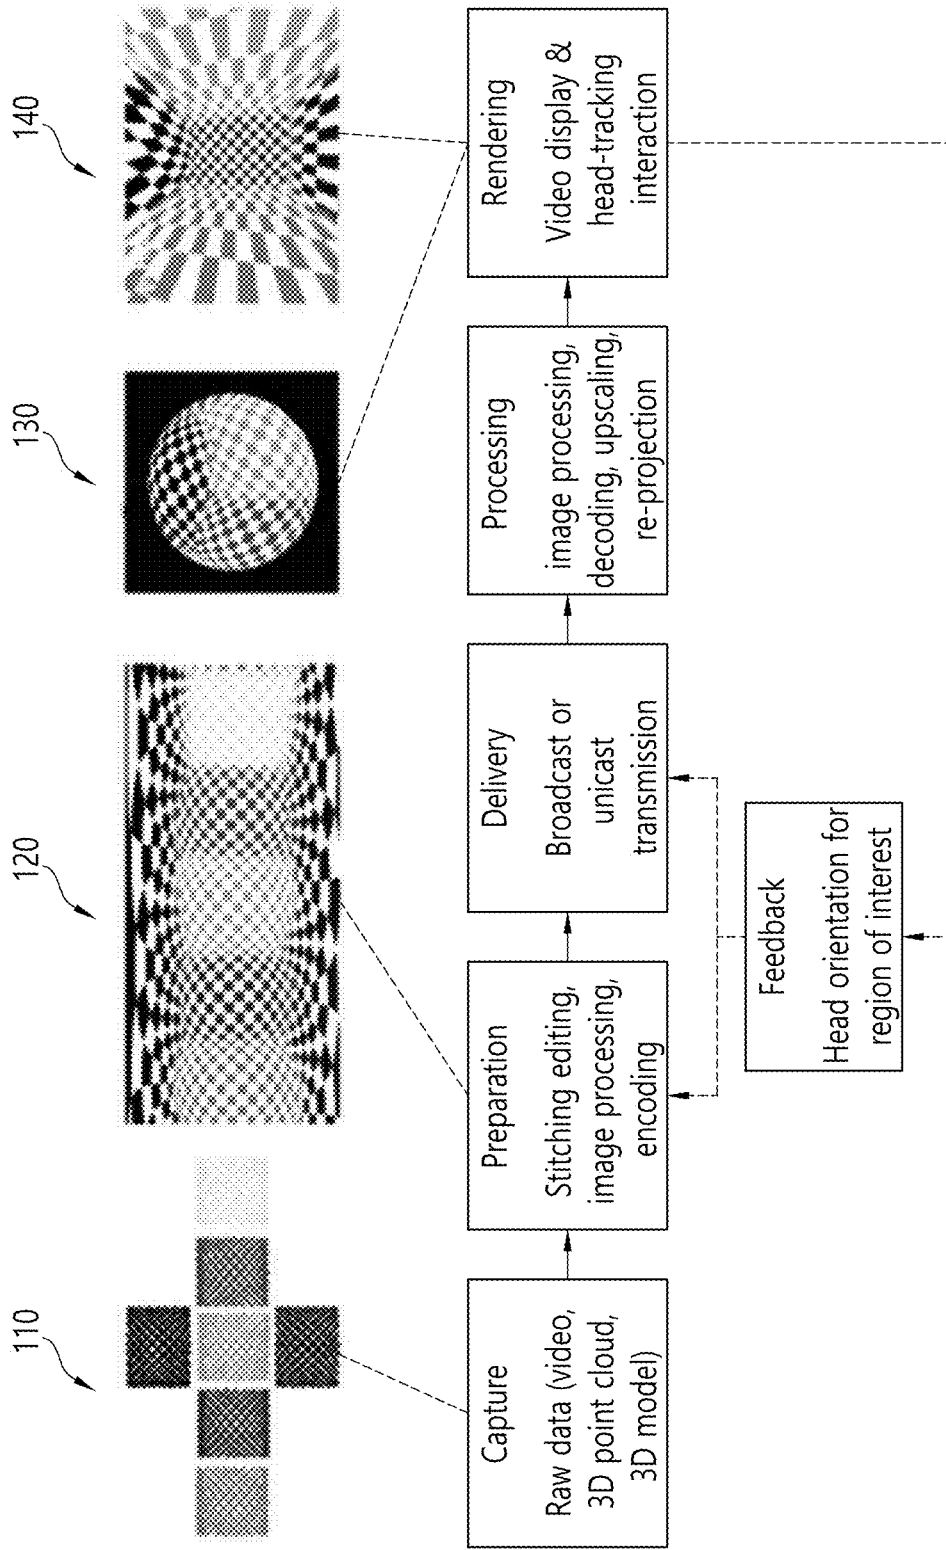 110
120
130
140
Capture
Raw data (video,
3D point cloud,
3D model)
Preparation
Stitching editing,
image processing,
encoding
Delivery
Broadcast or
unicast
transmission
Processing
image processing,
decoding, upscaling,
re-projection
Rendering
Video display &
head-tracking
interaction
Feedback
Head orientation for
region of interest